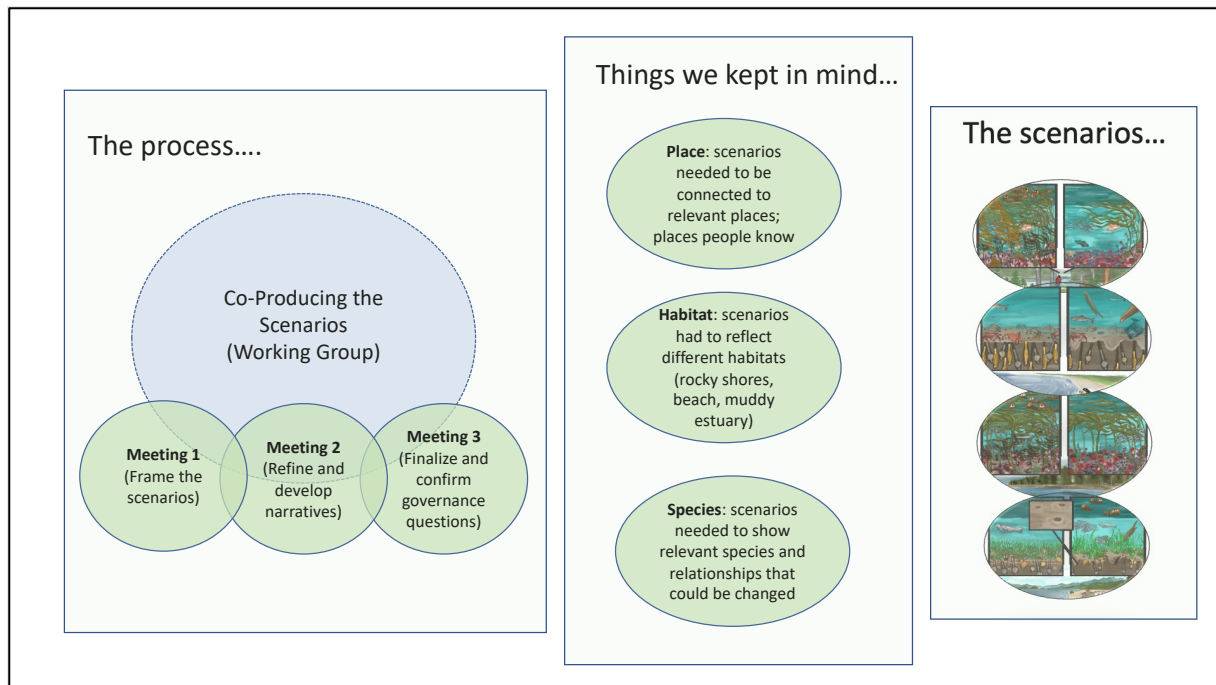 The process….
Co-Producing the
Scenarios
(Working Group)
Meeting 1
(Frame the
scenarios)
Meeting 2
(Refine and
develop
narratives)
Meeting 3
(Finalize and
confirm
governance
questions)
Things we kept in mind…
Place: scenarios
needed to be
connected to
relevant places;
places people know
Habitat: scenarios
had to reflect
different habitats
(rocky shores,
beach, muddy
estuary)
Species: scenarios
needed to show
relevant species and
relationships that
could be changed
The scenarios…